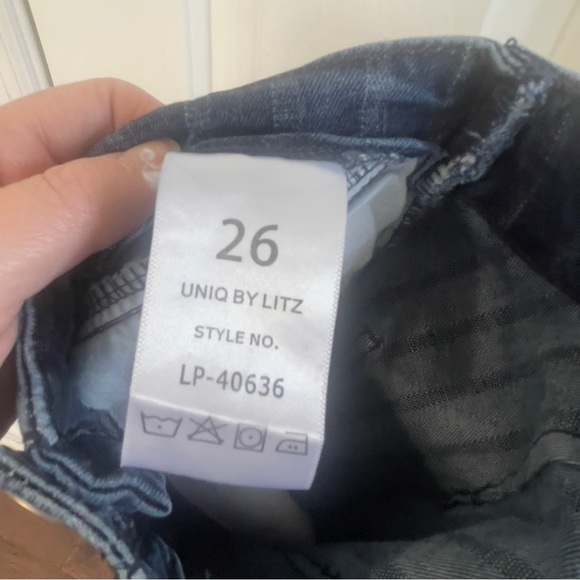 26
UNIQ BY LITZ
STYLE NO.
LP-40636